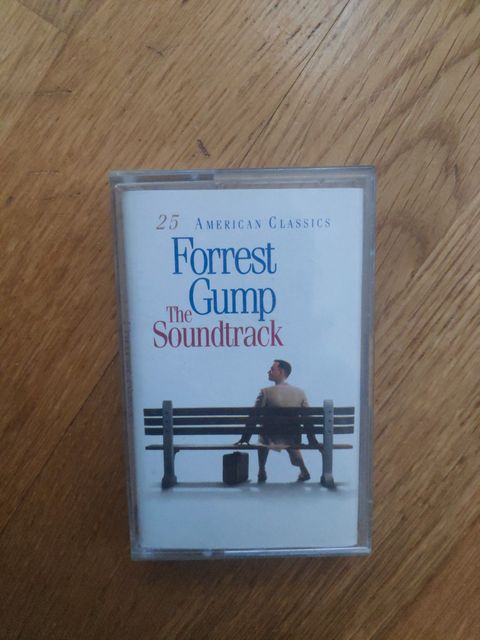 25 AMERICAN CLASSICS
Forrest
Gump
The
Soundtrack